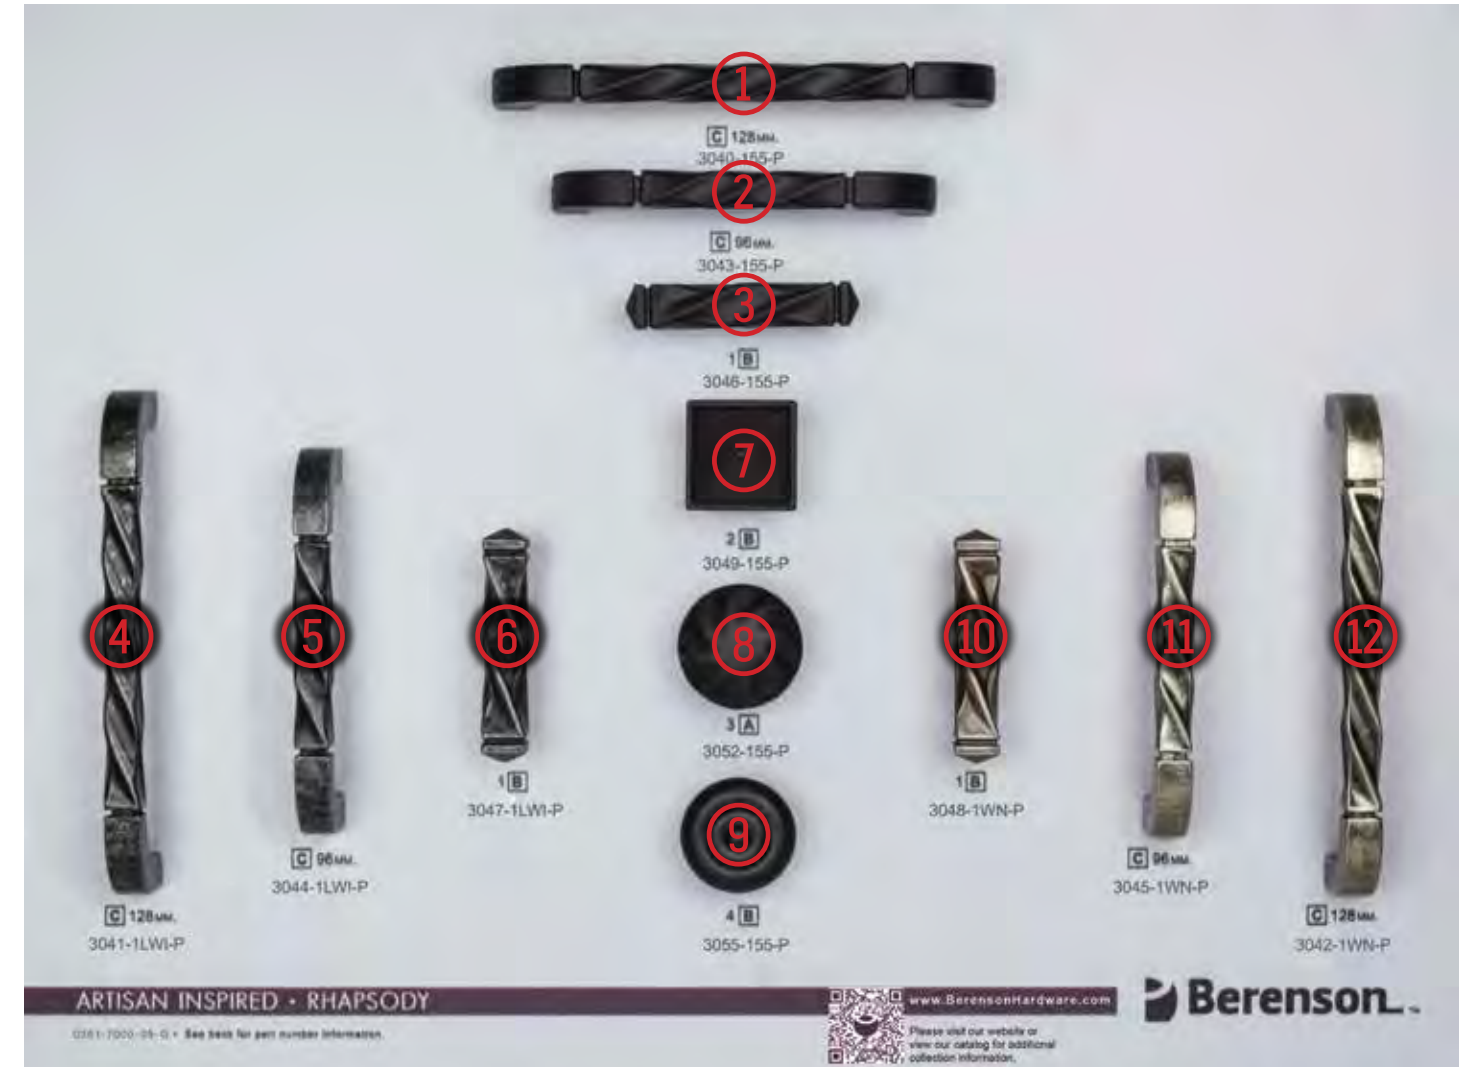 1
C 128MM.
3040-155-P
2
C 96MM.
3043-155-P
3
1 B
3046-155-P
7
2 B
3049-155-P
4
5
6
8
10
11
12
3 A
3052-155-P
1 B
3047-1LWI-P
1 B
3048-1WN-P
9
C 96MM.
3044-1LWI-P
C 96MM.
3045-1WN-P
C 128MM.
3041-1LWI-P
4 B
3055-155-P
C 128MM.
3042-1WN-P
ARTISAN INSPIRED • RHAPSODY
www.BerensonHardware.com
Berenson
See back for part number information.
Please visit our website or
view our catalog for additional
collection information.